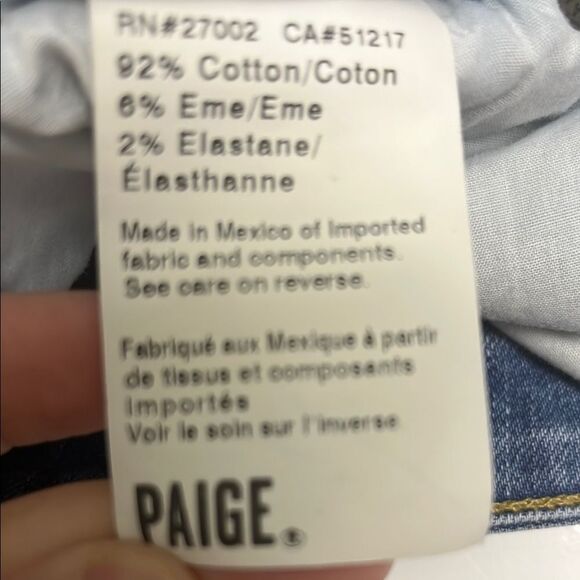 RN#27002 CA#51217
92% Cotton/Coton
6% Eme/Eme
2% Elastane/
Élasthanne
Made in Mexico of Imported
fabric and components.
See care on reverse.
Fabriqué aux Mexique à partir
de tissus et composants
Importés
Voir le soin sur l'inverse.
PAIGE®